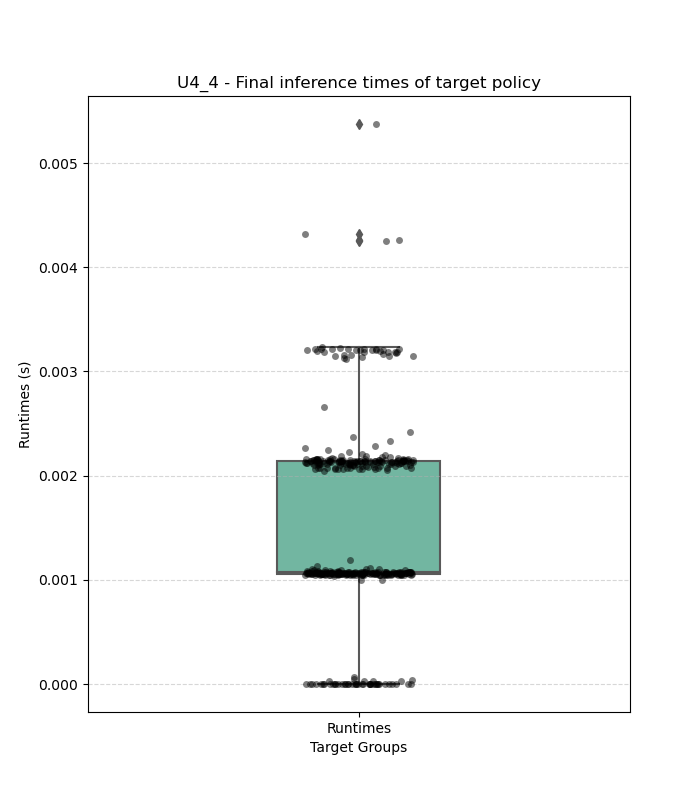 U4_4 - Final inference times of target policy
0.005
0.004
0.003
0.002
0.001
0.000
Runtimes (s)
Runtimes
Target Groups